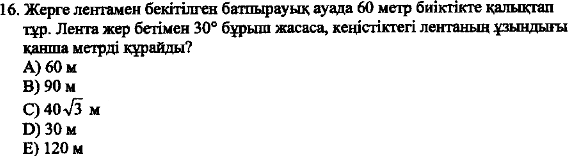 16. Жерге лентамен бекітілген батпырауық ауада 60 метр биіктікте қалықтап
тұр. Лента жер бетімен 30° бұрыш жасаса, кеңістіктегі лентаның ұзындығы
қанша метрді құрайды?
A) 60 м
B) 90 м
C) 40√3 м
D) 30 м
E) 120 м